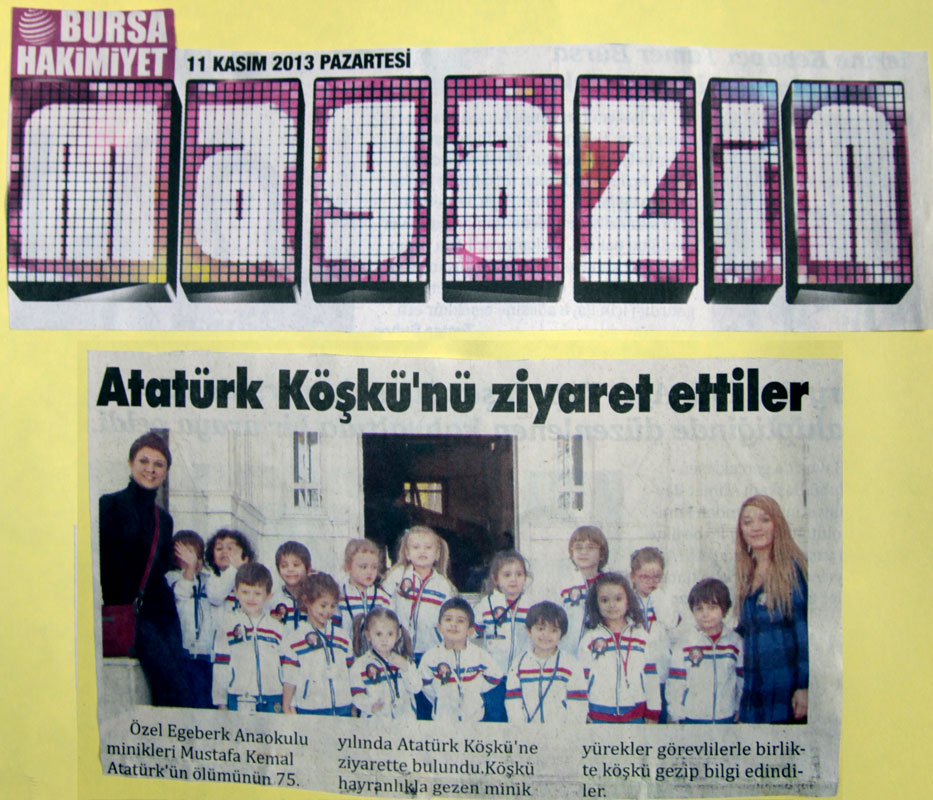 BURSA
HAKİMİYET
11 KASIM 2013 PAZARTESİ
magazin
Atatürk Köşkü'nü ziyaret ettiler
Özel Egeberk Anaokulu
minikleri Mustafa Kemal
Atatürk'ün ölümünün 75.
yılında Atatürk Köşkü'ne
ziyarette bulundu.Köşkü
hayranlıkla gezen minik
yürekler görevlilerle birlik-
te köşkü gezip bilgi edindi-
ler.